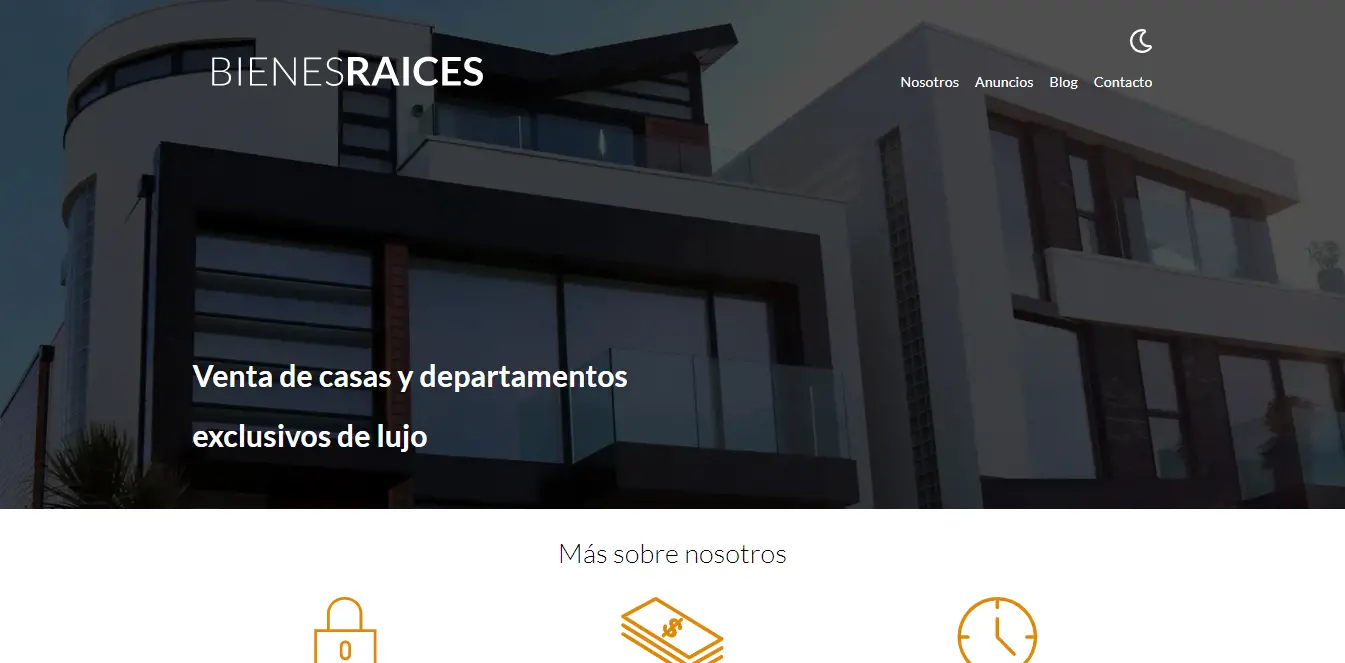 BIENESRAICES
Nosotros Anuncios Blog Contacto
Venta de casas y departamentos
exclusivos de lujo
Más sobre nosotros
$